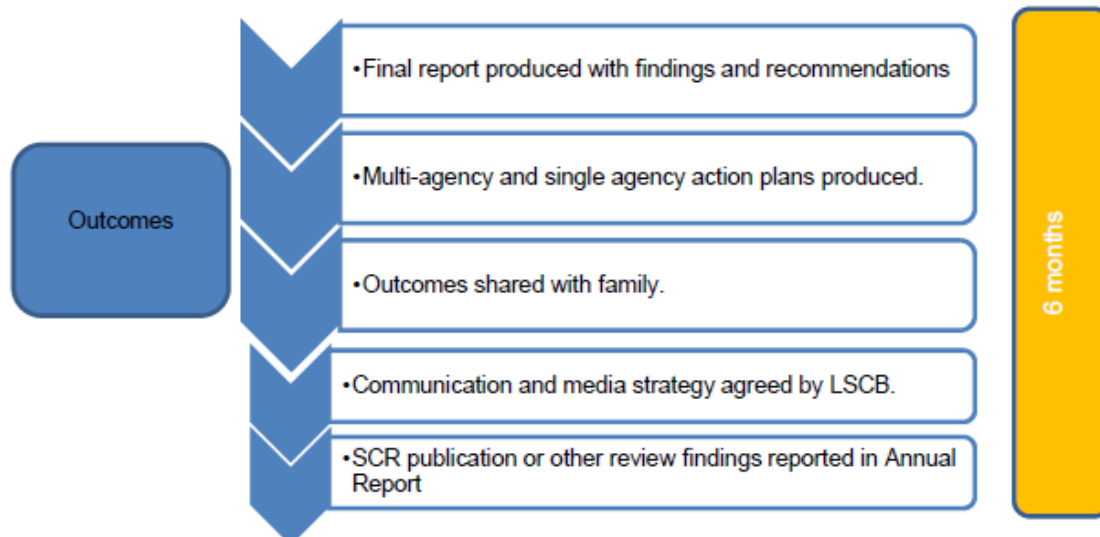 •Final report produced with findings and recommendations
•Multi-agency and single agency action plans produced.
Outcomes
•Outcomes shared with family.
•Communication and media strategy agreed by LSCB.
•SCR publication or other review findings reported in Annual
Report
6 months